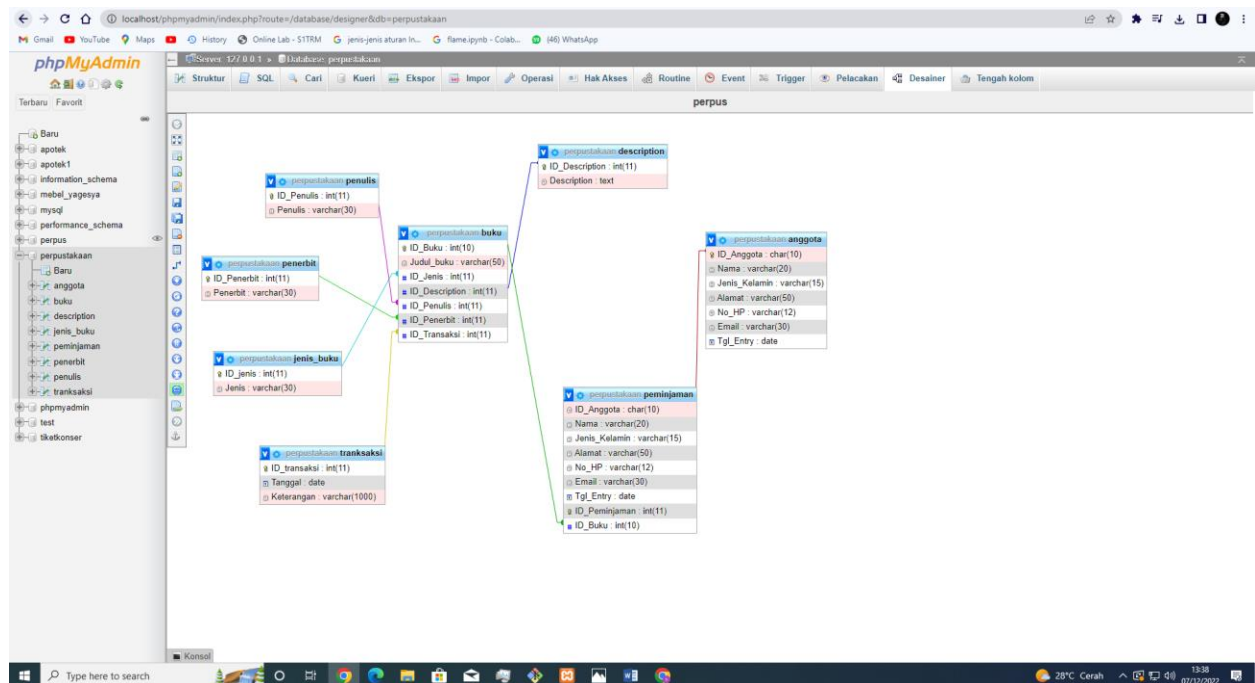 localhost/phpmyadmin/index.php?route=/database/designer&db=perpustakaan
Gmail YouTube Maps (4) History Online Lab - S1TRM jenis-jenis aturan In... flame.ipynb - Colab... (46) WhatsApp
phpMyAdmin
Terbaru Favorit
Baru
apotek
apotek1
information_schema
mebel_yagesya
mysql
performance_schema
perpus
perpustakaan
Baru
anggota
buku
description
jenis_buku
peminjaman
penerbit
penulis
tranksaksi
phpmyadmin
test
tiketkonser
Server: 127.0.0.1 » Database: perpustakaan
Struktur SQL Cari Kueri Ekspor Impor Operasi Hak Akses Routine Event Trigger Pelacakan Desainer Tengah kolom
perpus
perpustakaan description
ID_Description : int(11)
Description : text
perpustakaan penulis
ID_Penulis : int(11)
Penulis : varchar(30)
perpustakaan buku
ID_Buku : int(10)
Judul_buku : varchar(50)
ID_Jenis : int(11)
ID_Description : int(11)
ID_Penulis : int(11)
ID_Penerbit : int(11)
ID_Transaksi : int(11)
perpustakaan anggota
ID_Anggota : char(10)
Nama : varchar(20)
Jenis_Kelamin : varchar(15)
Alamat : varchar(50)
No_HP : varchar(12)
Email : varchar(30)
Tgl_Entry : date
perpustakaan penerbit
ID_Penerbit : int(11)
Penerbit : varchar(30)
perpustakaan jenis_buku
ID_jenis : int(11)
Jenis : varchar(30)
perpustakaan peminjaman
ID_Anggota : char(10)
Nama : varchar(20)
Jenis_Kelamin : varchar(15)
Alamat : varchar(50)
No_HP : varchar(12)
Email : varchar(30)
Tgl_Entry : date
ID_Peminjaman : int(11)
ID_Buku : int(10)
perpustakaan tranksaksi
ID_transaksi : int(11)
Tanggal : date
Keterangan : varchar(1000)
Konsol
Type here to search
28°C Cerah
13:38
07/12/2022